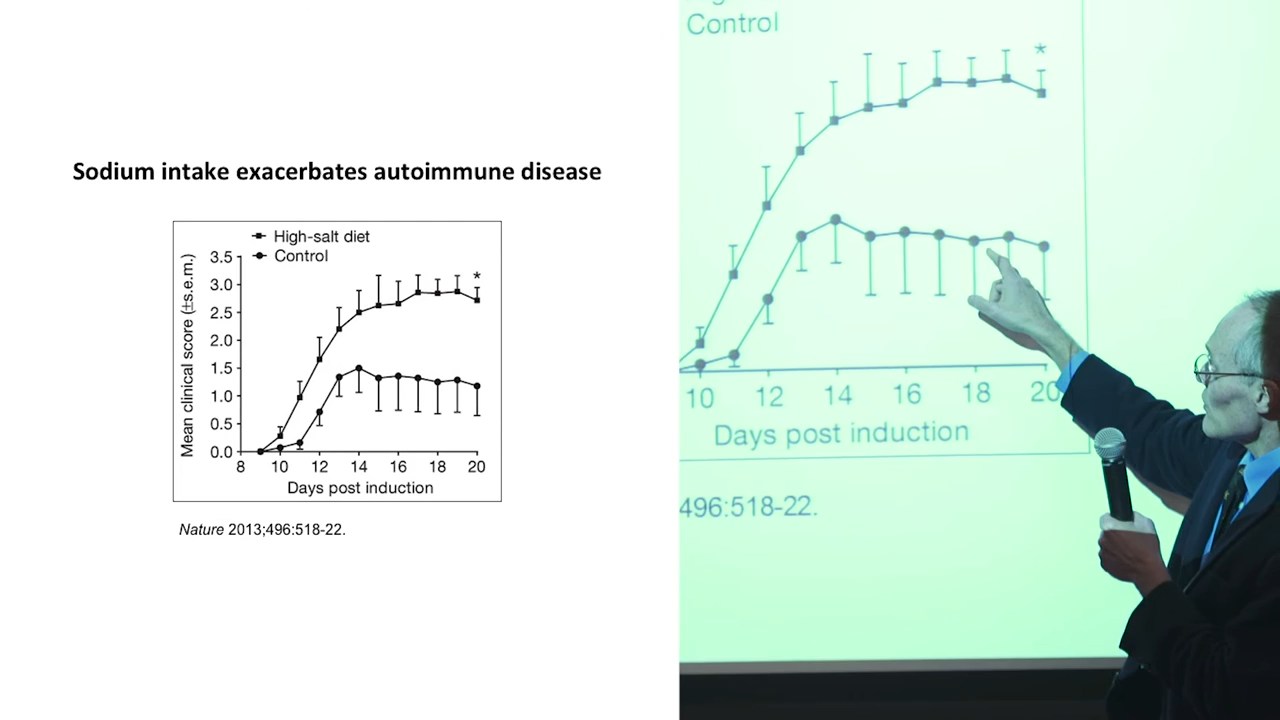 Sodium intake exacerbates autoimmune disease
High-salt diet
Control
Mean clinical score (±s.e.m.)
3.5
3.0
2.5
2.0
1.5
1.0
0.5
0.0
*
8 10 12 14 16 18 20
Days post induction
Nature 2013;496:518-22.
Control
*
10 12 14 16 18 20
Days post induction
496:518-22.